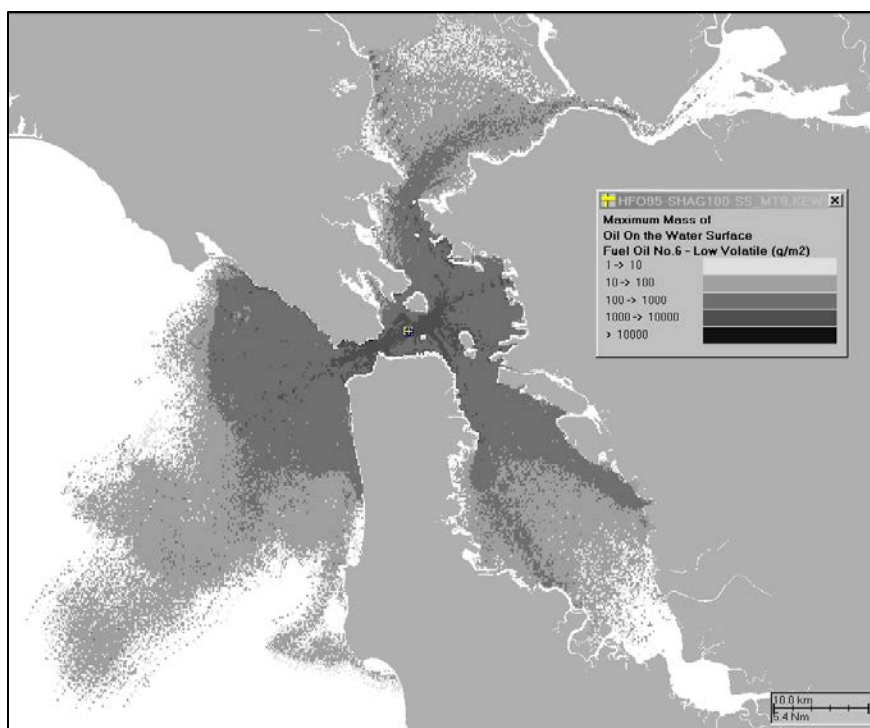 HFO95-SHAG100-SS_MT8.KEW
Maximum Mass of
Oil On the Water Surface
Fuel Oil No.6 - Low Volatile (g/m2)
1 -> 10
10 -> 100
100 -> 1000
1000 -> 10000
> 10000
10.0 km
5.4 Nm